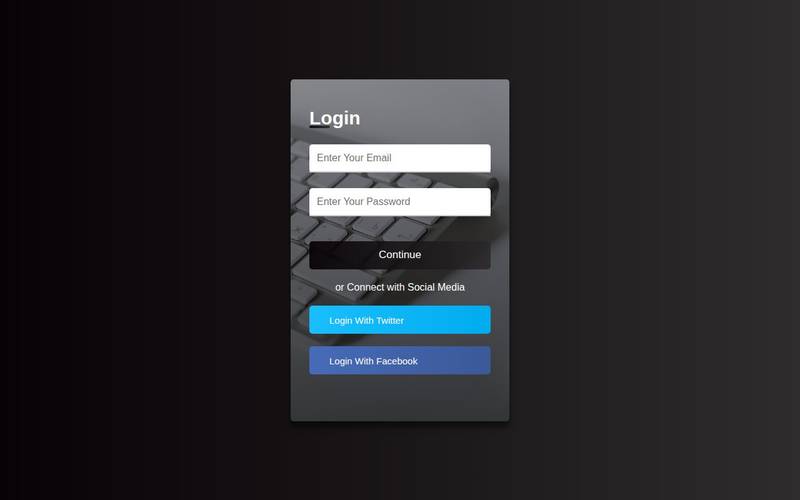 Login
Enter Your Email
Enter Your Password
Continue
or Connect with Social Media
Login With Twitter
Login With Facebook